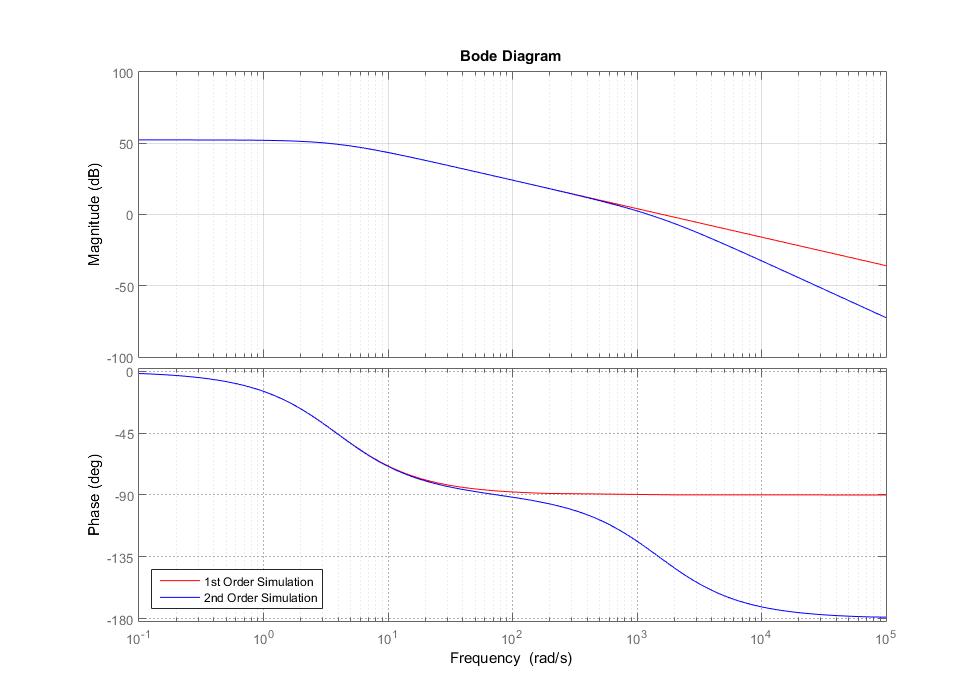 Bode Diagram
100
50
0
-50
-100
Magnitude (dB)
0
-45
-90
-135
-180
Phase (deg)
1st Order Simulation
2nd Order Simulation
10^-1 10^0 10^1 10^2 10^3 10^4 10^5
Frequency (rad/s)